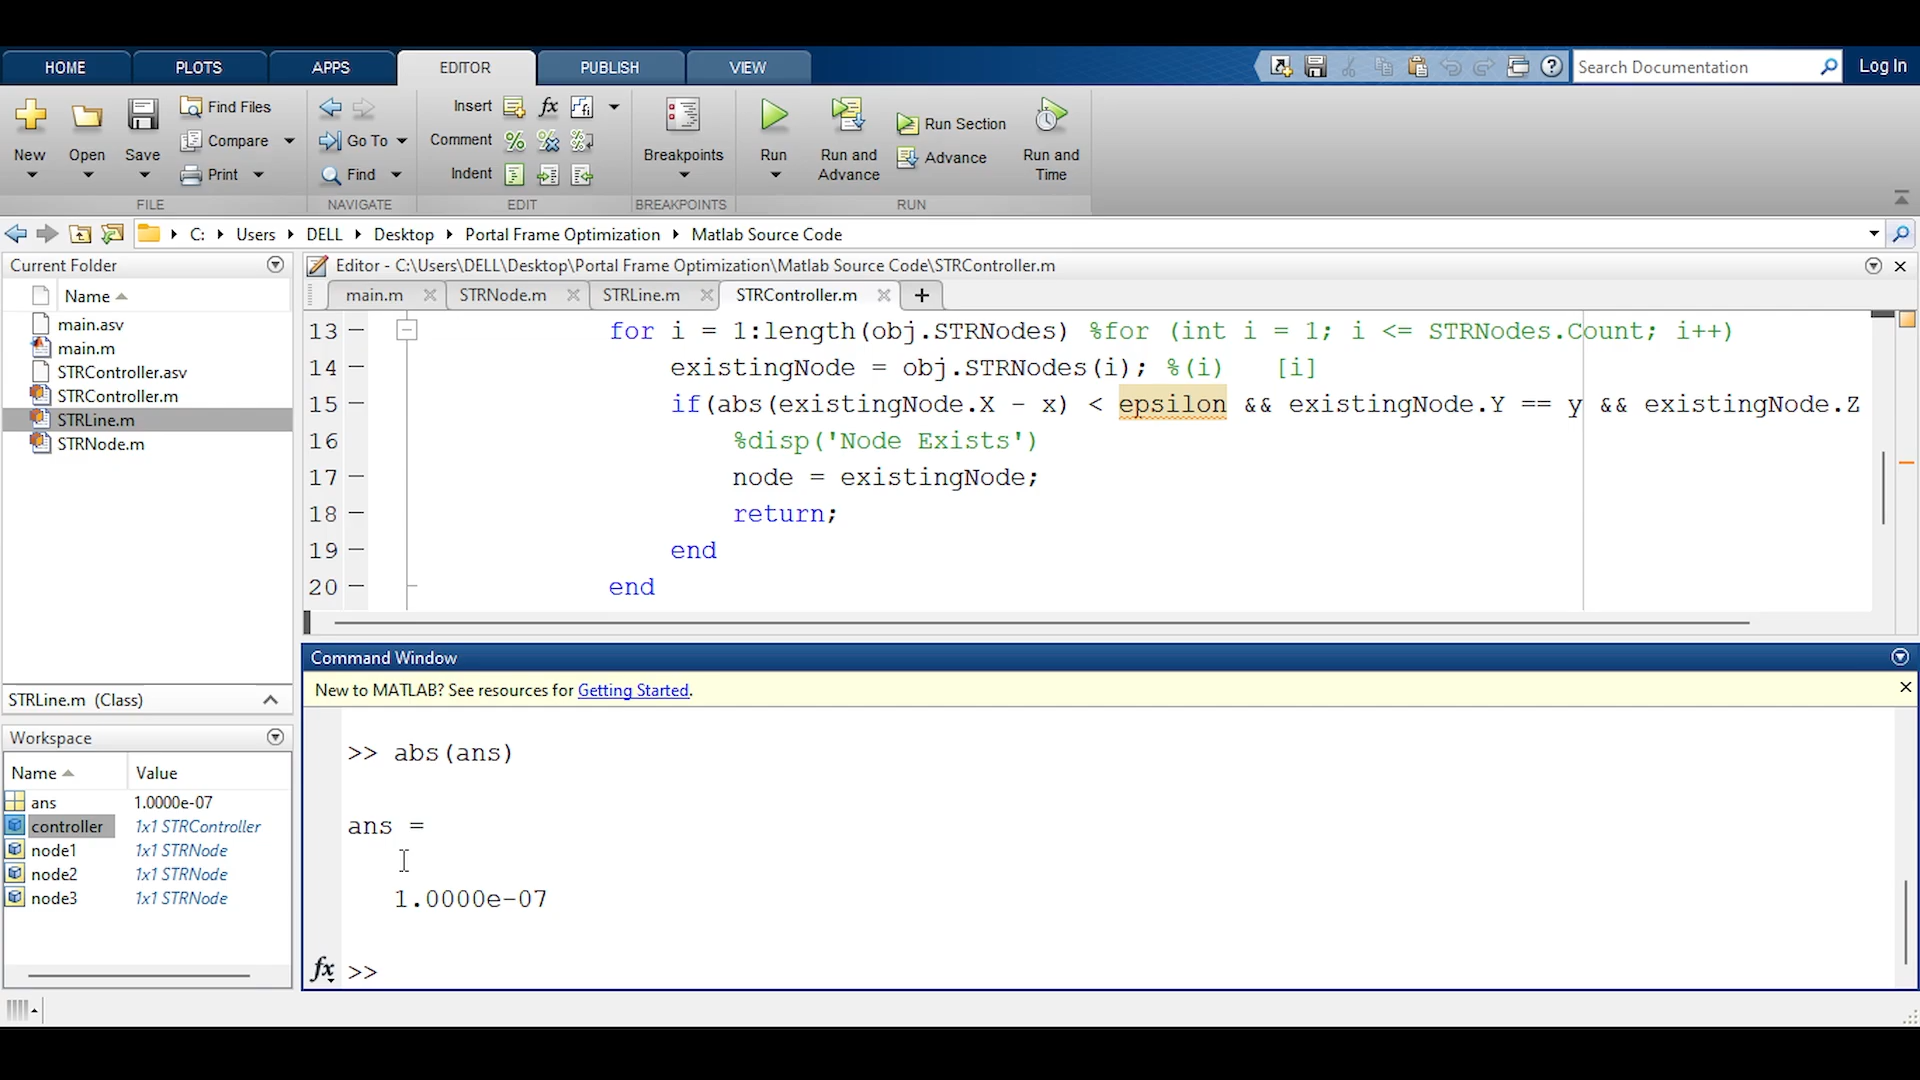 HOME PLOTS APPS EDITOR PUBLISH VIEW Search Documentation Log In
New Open Save Find Files Compare Print
FILE
Go To Find
NAVIGATE
Insert fx
Comment
Indent
EDIT
Breakpoints
BREAKPOINTS
Run Run and Advance Run Section Advance Run and Time
RUN
C: Users DELL Desktop Portal Frame Optimization Matlab Source Code
Current Folder
Name
main.asv
main.m
STRController.asv
STRController.m
STRLine.m
STRNode.m
STRLine.m (Class)
Workspace
Name Value
ans 1.0000e-07
controller 1x1 STRController
node1 1x1 STRNode
node2 1x1 STRNode
node3 1x1 STRNode
Editor - C:\Users\DELL\Desktop\Portal Frame Optimization\Matlab Source Code\STRController.m
main.m STRNode.m STRLine.m STRController.m +
13 for i = 1:length(obj.STRNodes) %for (int i = 1; i <= STRNodes.Count; i++)
14 existingNode = obj.STRNodes(i); %(i) [i]
15 if(abs(existingNode.X - x) < epsilon && existingNode.Y == y && existingNode.Z
16 %disp('Node Exists')
17 node = existingNode;
18 return;
19 end
20 end
Command Window
New to MATLAB? See resources for Getting Started.
>> abs(ans)
ans =
1.0000e-07
fx >>